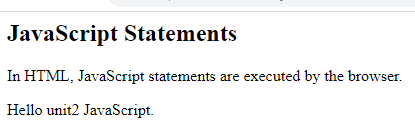 JavaScript Statements
In HTML, JavaScript statements are executed by the browser.
Hello unit2 JavaScript.